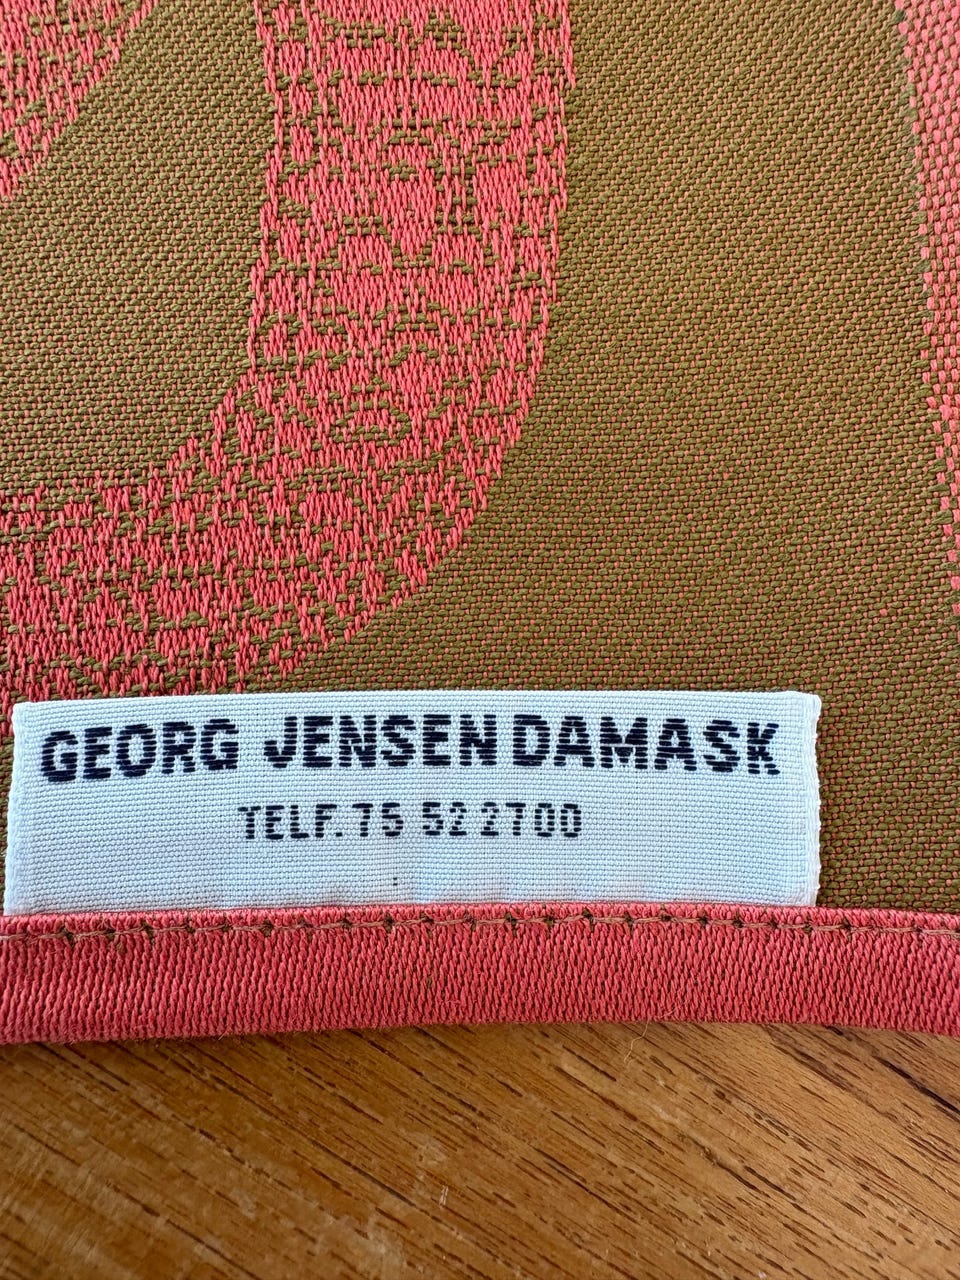 GEORG JENSEN DAMASK
TELF. 75 52 2700